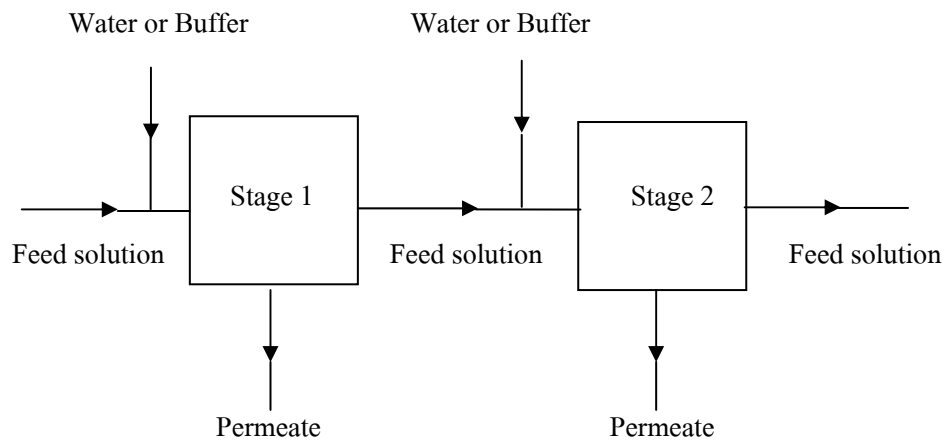 Water or Buffer
Water or Buffer
Stage 1
Stage 2
Feed solution
Feed solution
Feed solution
Permeate
Permeate